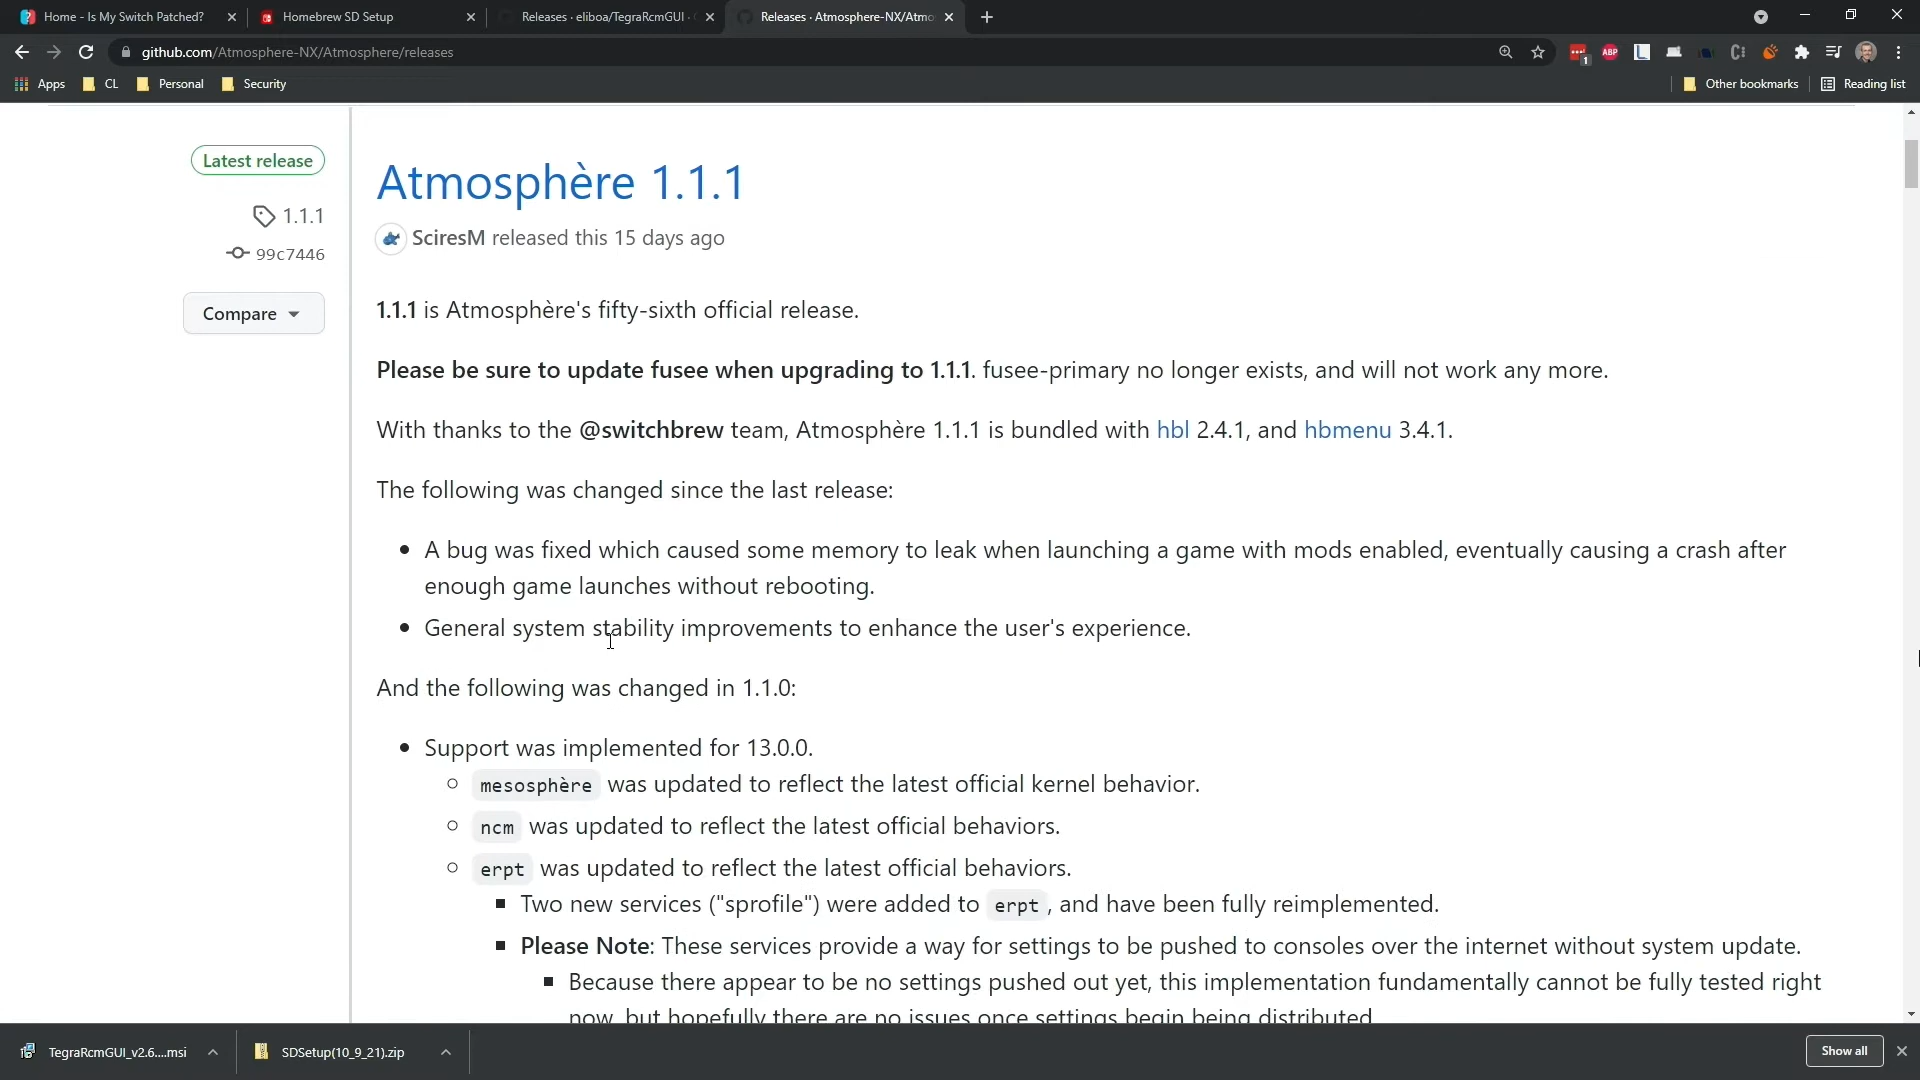 Home - Is My Switch Patched?
Homebrew SD Setup
Releases · eliboa/TegraRcmGUI ·
Releases · Atmosphere-NX/Atmo
github.com/Atmosphere-NX/Atmosphere/releases
1
ABP
Apps
CL
Personal
Security
Other bookmarks
Reading list
Latest release
1.1.1
99c7446
Compare
Atmosphère 1.1.1
SciresM released this 15 days ago
1.1.1 is Atmosphère's fifty-sixth official release.
Please be sure to update fusee when upgrading to 1.1.1. fusee-primary no longer exists, and will not work any more.
With thanks to the @switchbrew team, Atmosphère 1.1.1 is bundled with hbl 2.4.1, and hbmenu 3.4.1.
The following was changed since the last release:
A bug was fixed which caused some memory to leak when launching a game with mods enabled, eventually causing a crash after
enough game launches without rebooting.
General system stability improvements to enhance the user's experience.
And the following was changed in 1.1.0:
Support was implemented for 13.0.0.
mesosphère was updated to reflect the latest official kernel behavior.
ncm was updated to reflect the latest official behaviors.
erpt was updated to reflect the latest official behaviors.
Two new services ("sprofile") were added to erpt, and have been fully reimplemented.
Please Note: These services provide a way for settings to be pushed to consoles over the internet without system update.
Because there appear to be no settings pushed out yet, this implementation fundamentally cannot be fully tested right
now, but hopefully there are no issues once settings begin being distributed.
TegraRcmGUI_v2.6....msi
SDSetup(10_9_21).zip
Show all